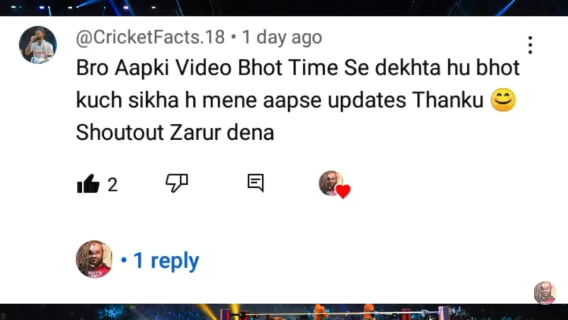 @CricketFacts.18 • 1 day ago
Bro Aapki Video Bhot Time Se dekhta hu bhot
kuch sikha h mene aapse updates Thanku 😊
Shoutout Zarur dena
2
• 1 reply